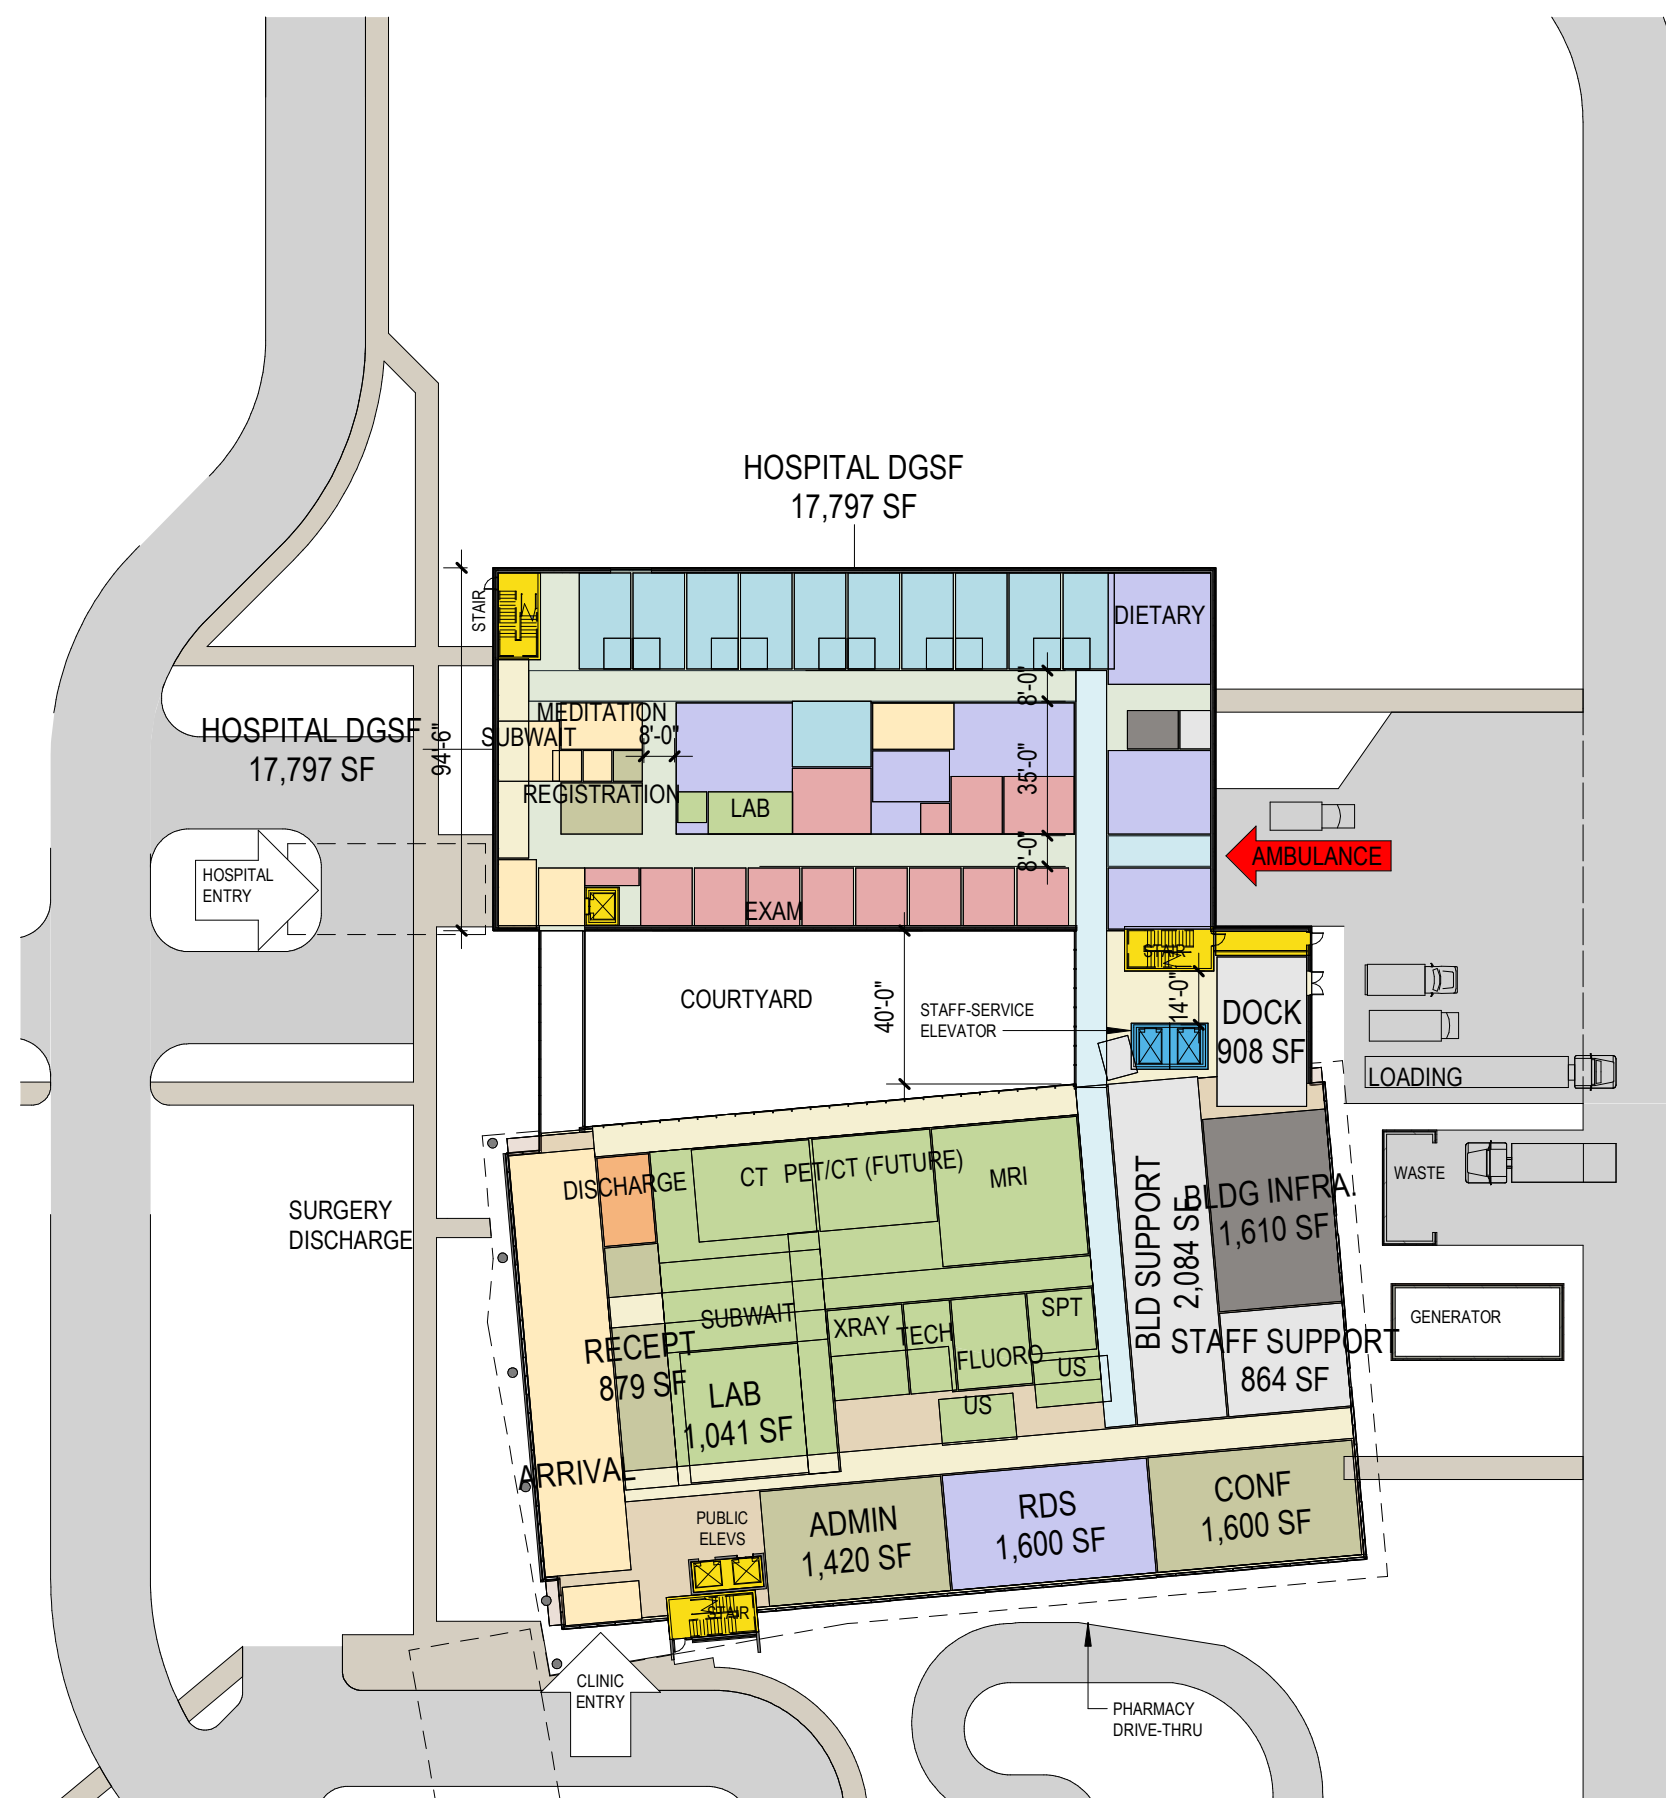 HOSPITAL DGSF
17,797 SF
STAIR
DIETARY
8'-0"
MEDITATION
HOSPITAL DGSF
17,797 SF
SUBWAIT
8'-0"
94'-6"
35'-0"
REGISTRATION
LAB
8'-0"
AMBULANCE
HOSPITAL
ENTRY
EXAM
STAIR
COURTYARD
40'-0"
STAFF-SERVICE
ELEVATOR
14'-0"
DOCK
908 SF
LOADING
DISCHARGE
CT
PET/CT (FUTURE)
MRI
WASTE
SURGERY
DISCHARGE
BLD SUPPORT
2,084 SF
BLDG INFRA.
1,610 SF
SUBWAIT
XRAY
TECH
SPT
GENERATOR
RECEPT
879 SF
FLUORO
US
STAFF SUPPORT
864 SF
LAB
1,041 SF
US
ARRIVAL
PUBLIC
ELEVS
ADMIN
1,420 SF
RDS
1,600 SF
CONF
1,600 SF
STAIR
CLINIC
ENTRY
PHARMACY
DRIVE-THRU